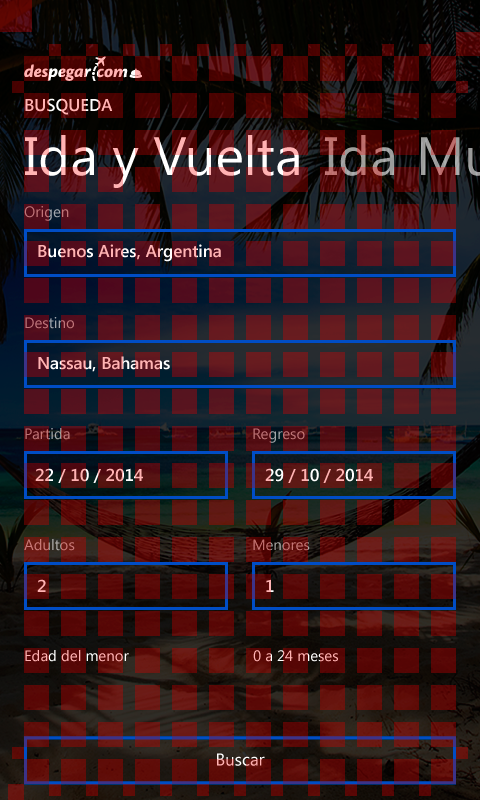 despegar.com
BUSQUEDA
Ida y Vuelta Ida Mu
Origen
Buenos Aires, Argentina
Destino
Nassau, Bahamas
Partida Regreso
22 / 10 / 2014 29 / 10 / 2014
Adultos Menores
2 1
Edad del menor 0 a 24 meses
Buscar